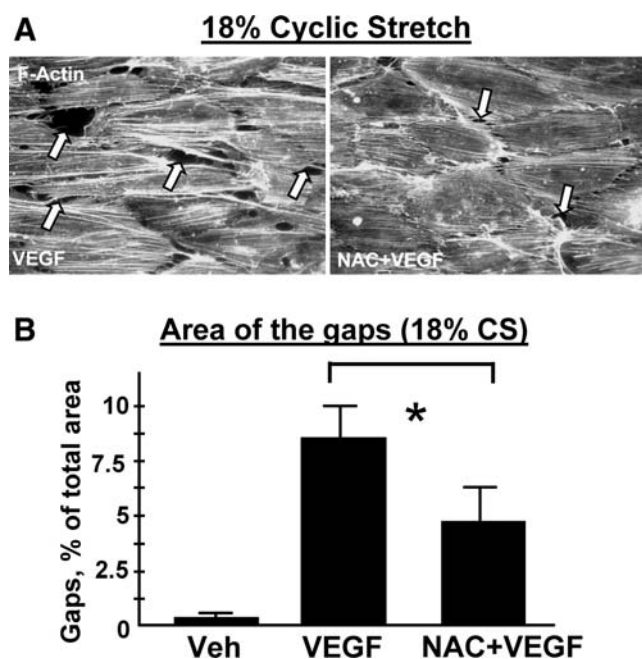 A
18% Cyclic Stretch
F-Actin
VEGF
NAC+VEGF
B
Area of the gaps (18% CS)
Gaps, % of total area
10
7.5
5
2.5
0
*
Veh
VEGF
NAC+VEGF